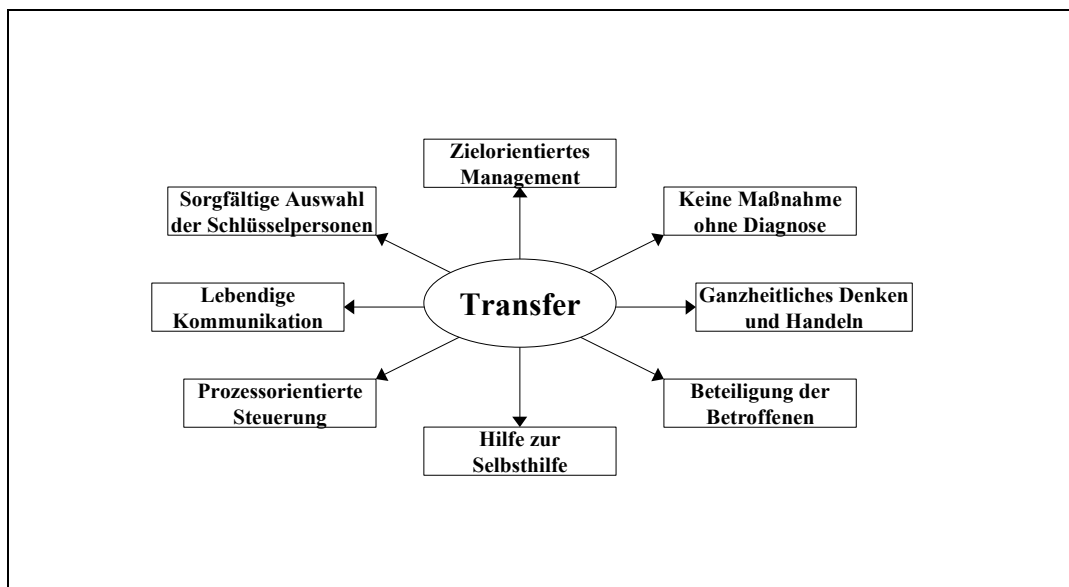 Zielorientiertes
Management
Sorgfältige Auswahl
der Schlüsselpersonen
Keine Maßnahme
ohne Diagnose
Lebendige
Kommunikation
Transfer
Ganzheitliches Denken
und Handeln
Prozessorientierte
Steuerung
Beteiligung der
Betroffenen
Hilfe zur
Selbsthilfe